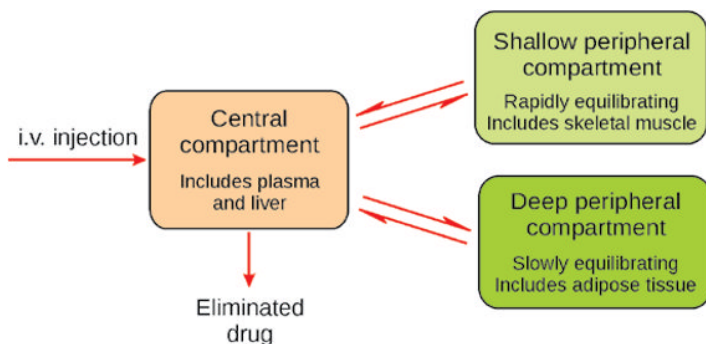 i.v. injection
Central
compartment
Includes plasma
and liver
Eliminated
drug
Shallow peripheral
compartment
Rapidly equilibrating
Includes skeletal muscle
Deep peripheral
compartment
Slowly equilibrating
Includes adipose tissue